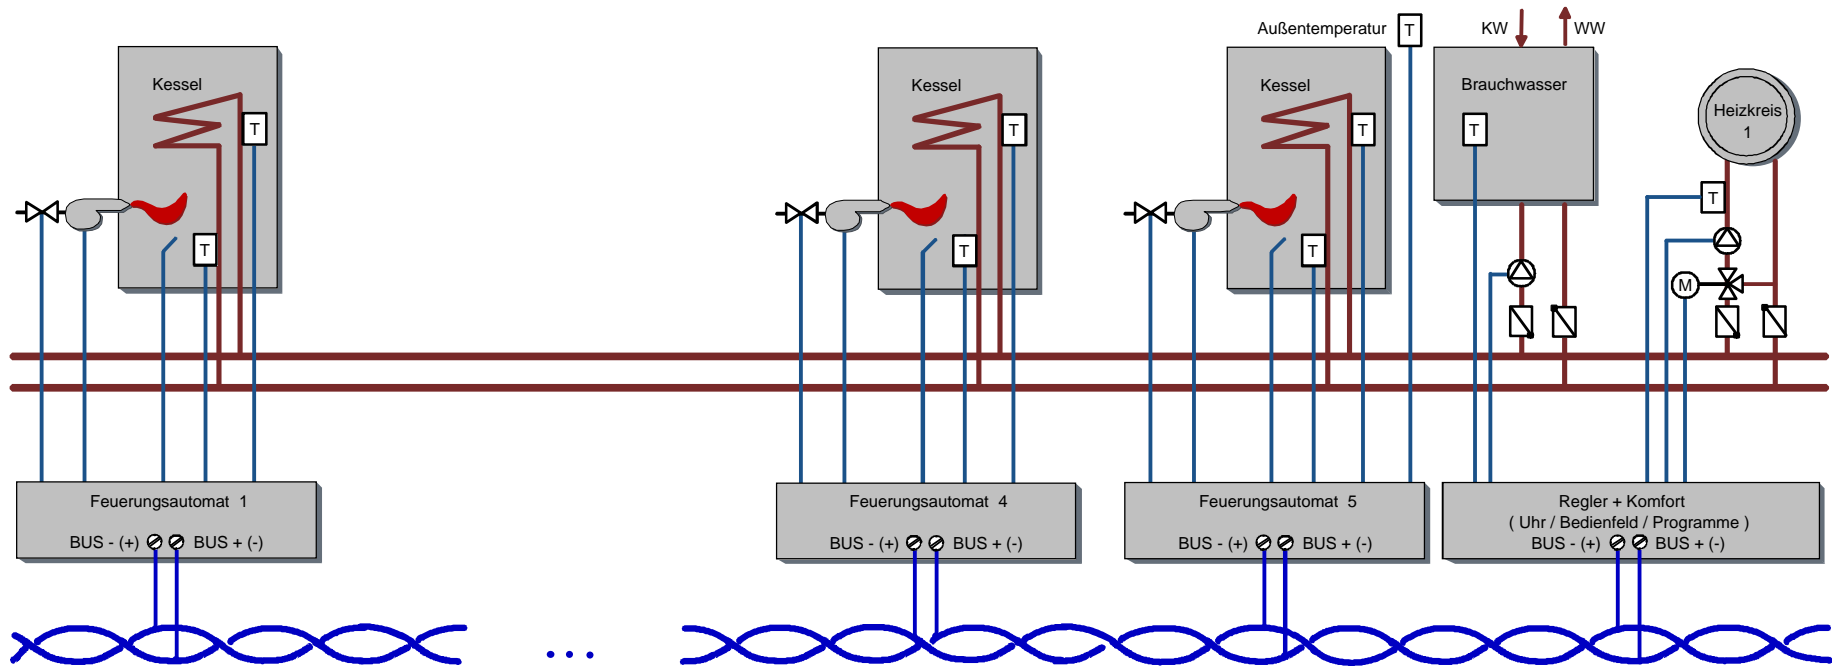 Außentemperatur
T
KW
WW
Kessel
T
T
Kessel
T
T
Kessel
T
T
Brauchwasser
T
Heizkreis
1
T
M
Feuerungsautomat 1
BUS - (+) BUS + (-)
Feuerungsautomat 4
BUS - (+) BUS + (-)
Feuerungsautomat 5
BUS - (+) BUS + (-)
Regler + Komfort
( Uhr / Bedienfeld / Programme )
BUS - (+) BUS + (-)
. . .